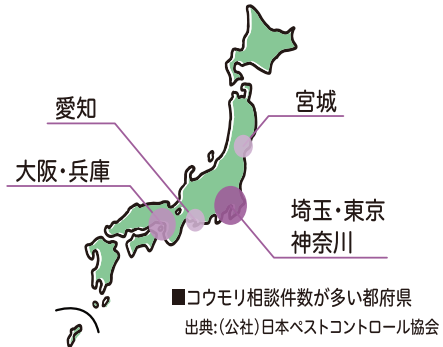 宮城
愛知
大阪・兵庫
埼玉・東京
神奈川
■コウモリ相談件数が多い都府県
出典:(公社)日本ペストコントロール協会